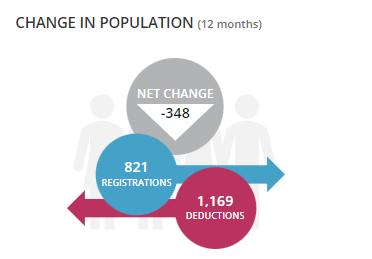 CHANGE IN POPULATION (12 months)
NET CHANGE
-348
821
REGISTRATIONS
1,169
DEDUCTIONS